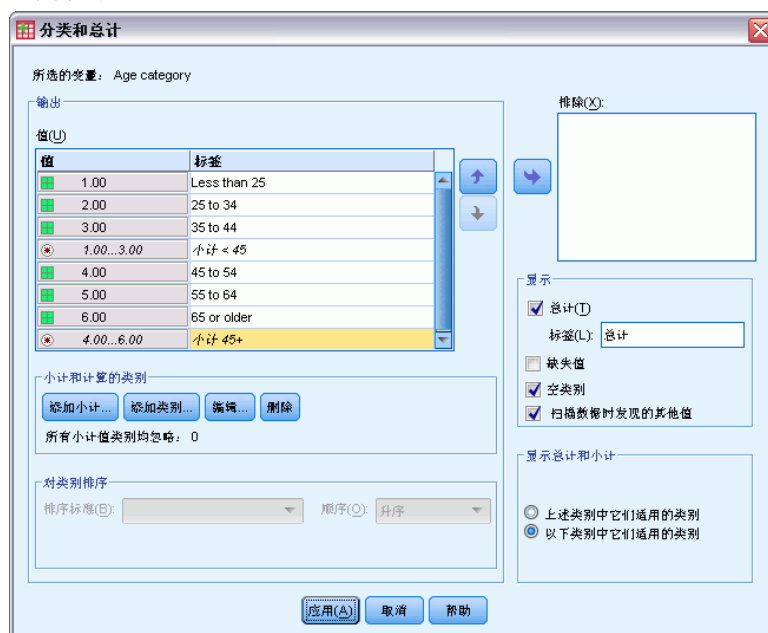 分类和总计
所选的变量: Age category
输出
值(U)
值 标签
1.00 Less than 25
2.00 25 to 34
3.00 35 to 44
1.00...3.00 小计 < 45
4.00 45 to 54
5.00 55 to 64
6.00 65 or older
4.00...6.00 小计 45+
小计和计算的类别
添加小计... 添加类别... 编辑... 删除
所有小计值类别均忽略: 0
对类别排序
排序标准(B): 顺序(O): 升序
排除(X):
显示
总计(T)
标签(L): 总计
缺失值
空类别
扫描数据时发现的其他值
显示总计和小计
上述类别中它们适用的类别
以下类别中它们适用的类别
应用(A) 取消 帮助